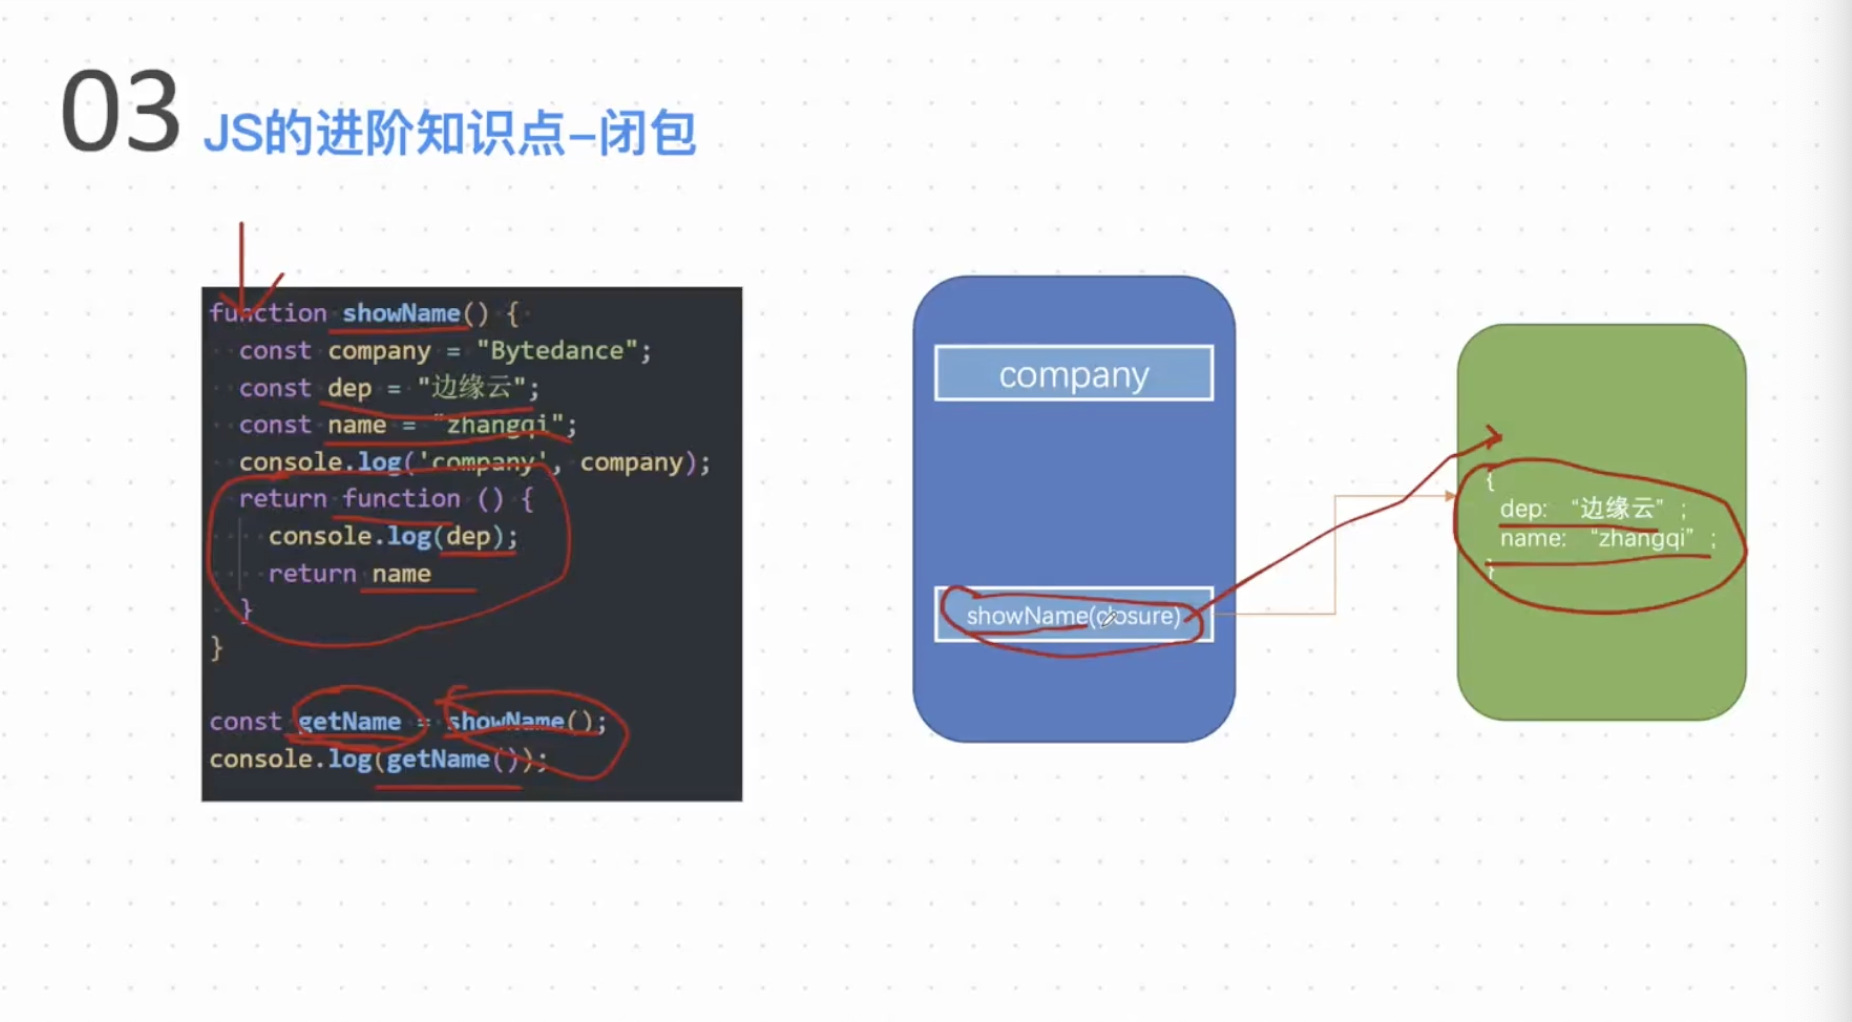 03 JS的进阶知识点-闭包
function showName() {
const company = "Bytedance";
const dep = "边缘云";
const name = "zhangqi";
console.log('company', company);
return function () {
console.log(dep);
return name
}
}
const getName = showName();
console.log(getName());
company
showName(closure)
{
dep: “边缘云” ;
name: “zhangqi” ;
}